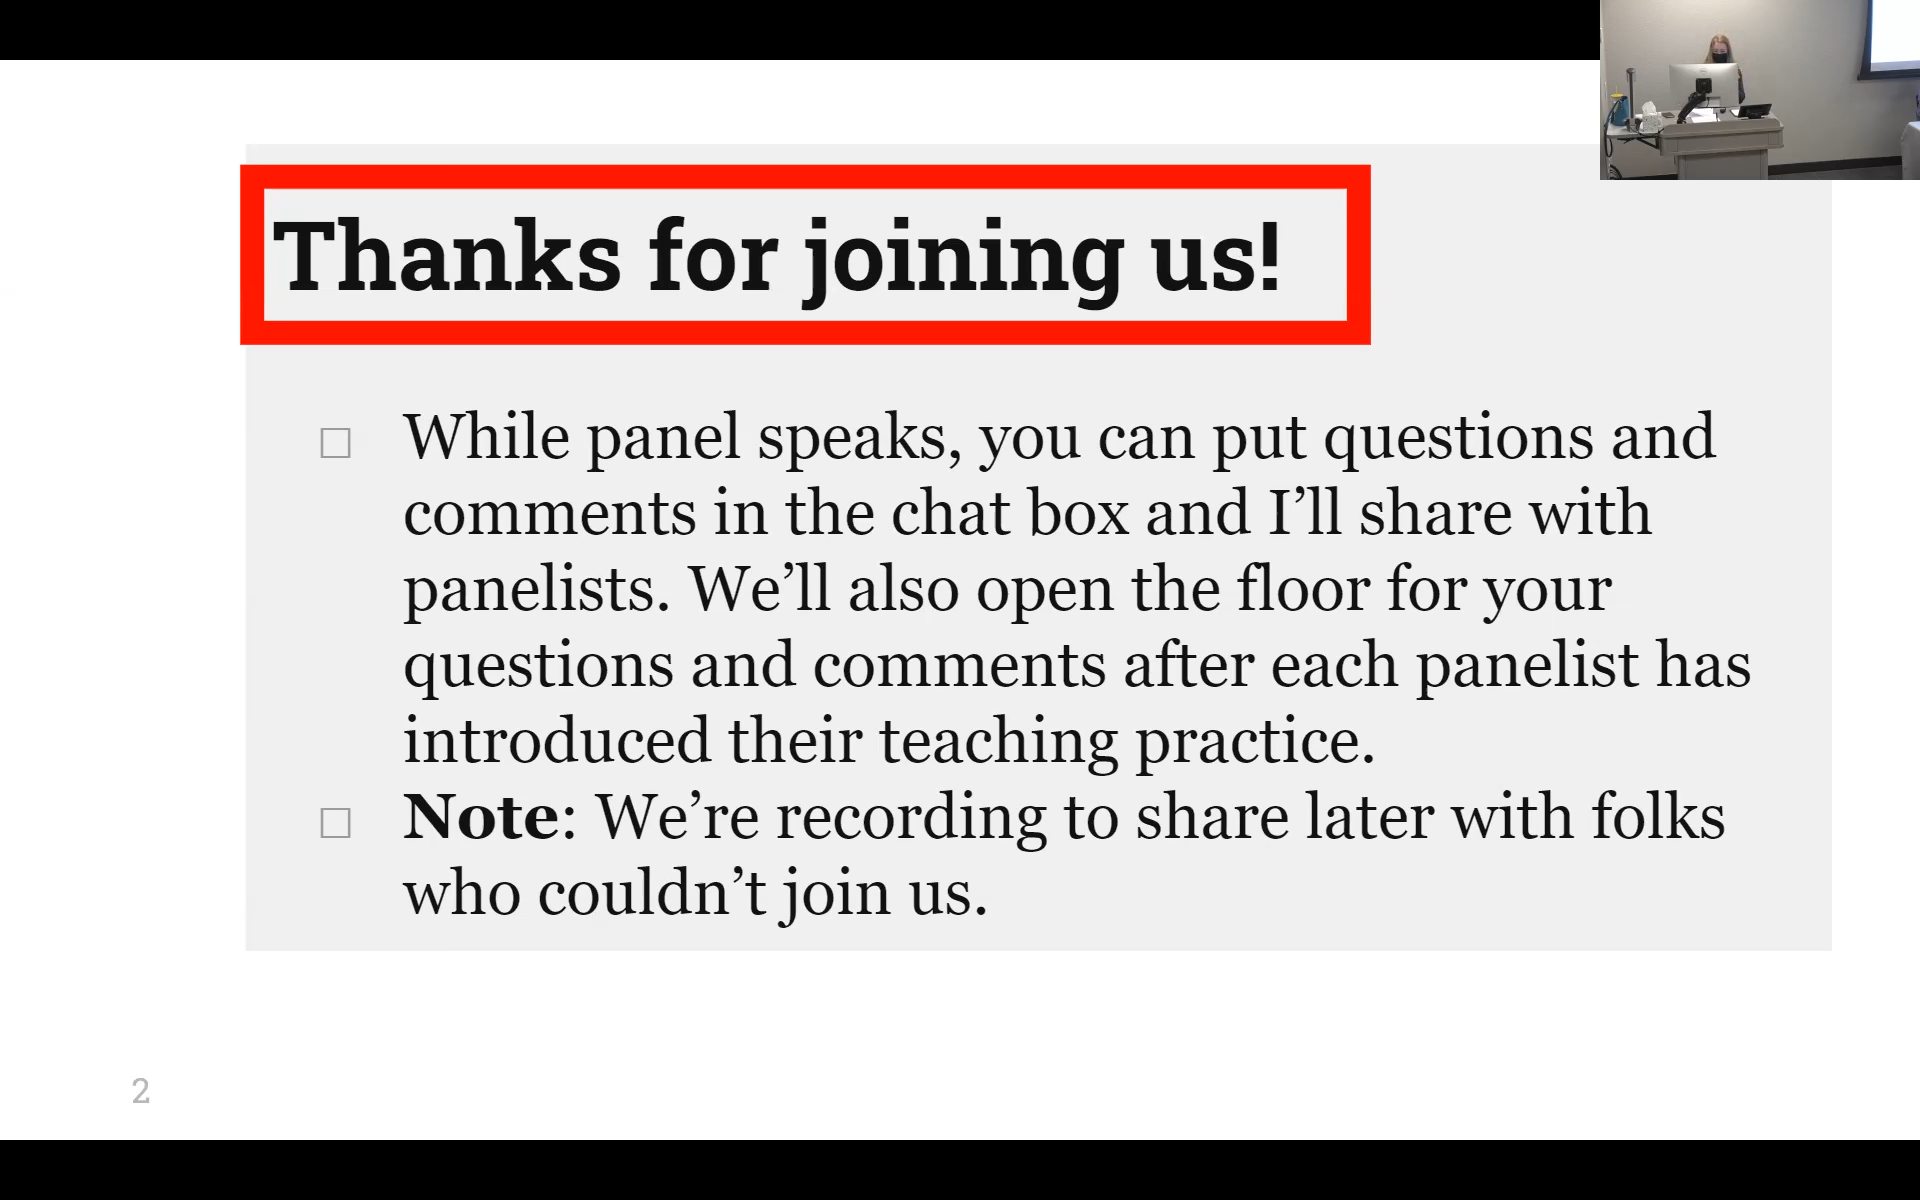 Thanks for joining us!
□ While panel speaks, you can put questions and
comments in the chat box and I’ll share with
panelists. We’ll also open the floor for your
questions and comments after each panelist has
introduced their teaching practice.
□ Note: We’re recording to share later with folks
who couldn’t join us.
2